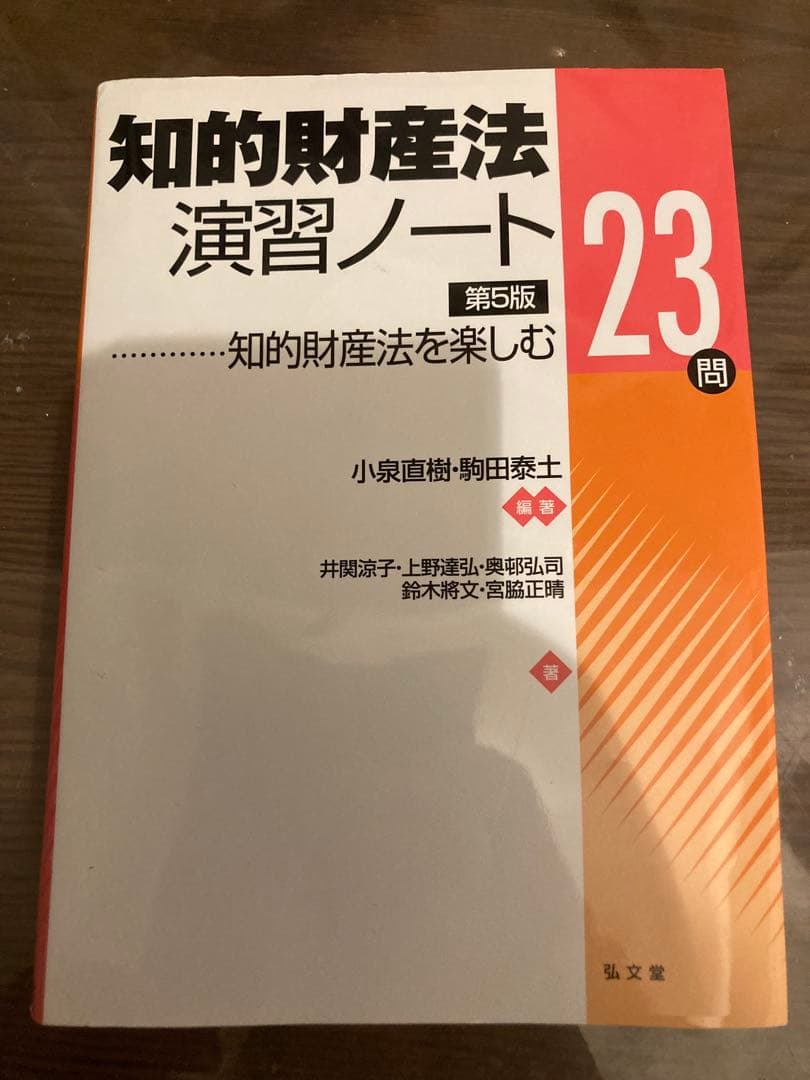 知的財産法
演習ノート
第5版
…………知的財産法を楽しむ
23
問
小泉直樹・駒田泰土
編著
井関涼子・上野達弘・奥邨弘司
鈴木將文・宮脇正晴
著
弘文堂